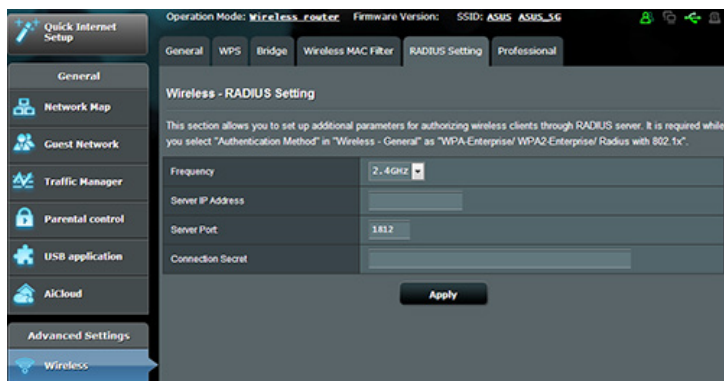 Quick Internet
Setup
Operation Mode: Wireless router Firmware Version: SSID: ASUS ASUS_5G
General WPS Bridge Wireless MAC Filter RADIUS Setting Professional
General
Network Map
Guest Network
Traffic Manager
Parental control
USB application
AiCloud
Advanced Settings
Wireless
Wireless - RADIUS Setting
This section allows you to set up additional parameters for authorizing wireless clients through RADIUS server. It is required while
you select "Authentication Method" in "Wireless - General" as "WPA-Enterprise/ WPA2-Enterprise/ Radius with 802.1x".
Frequency 2.4GHZ
Server IP Address
Server Port 1812
Connection Secret
Apply